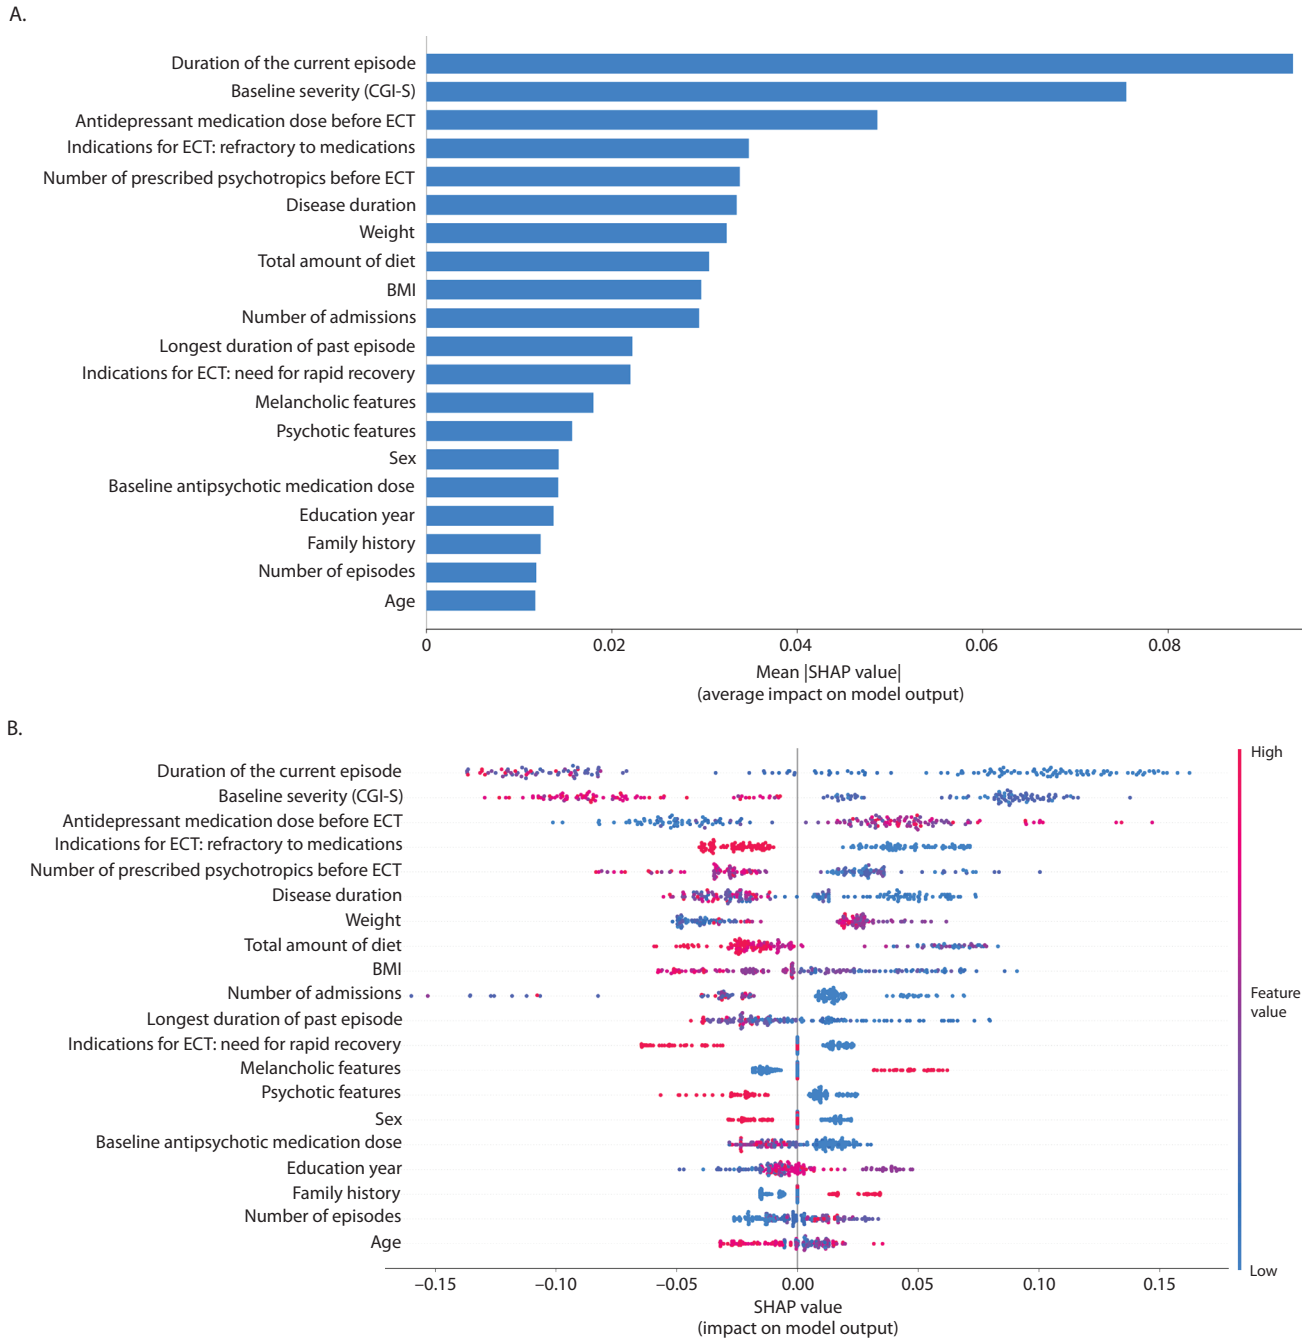 A.
Duration of the current episode
Baseline severity (CGI-S)
Antidepressant medication dose before ECT
Indications for ECT: refractory to medications
Number of prescribed psychotropics before ECT
Disease duration
Weight
Total amount of diet
BMI
Number of admissions
Longest duration of past episode
Indications for ECT: need for rapid recovery
Melancholic features
Psychotic features
Sex
Baseline antipsychotic medication dose
Education year
Family history
Number of episodes
Age
0 0.02 0.04 0.06 0.08
Mean |SHAP value|
(average impact on model output)
B.
High
Duration of the current episode
Baseline severity (CGI-S)
Antidepressant medication dose before ECT
Indications for ECT: refractory to medications
Number of prescribed psychotropics before ECT
Disease duration
Weight
Total amount of diet
BMI
Number of admissions
Feature
value
Longest duration of past episode
Indications for ECT: need for rapid recovery
Melancholic features
Psychotic features
Sex
Baseline antipsychotic medication dose
Education year
Family history
Number of episodes
Age
Low
−0.15 −0.10 −0.05 0.00 0.05 0.10 0.15
SHAP value
(impact on model output)